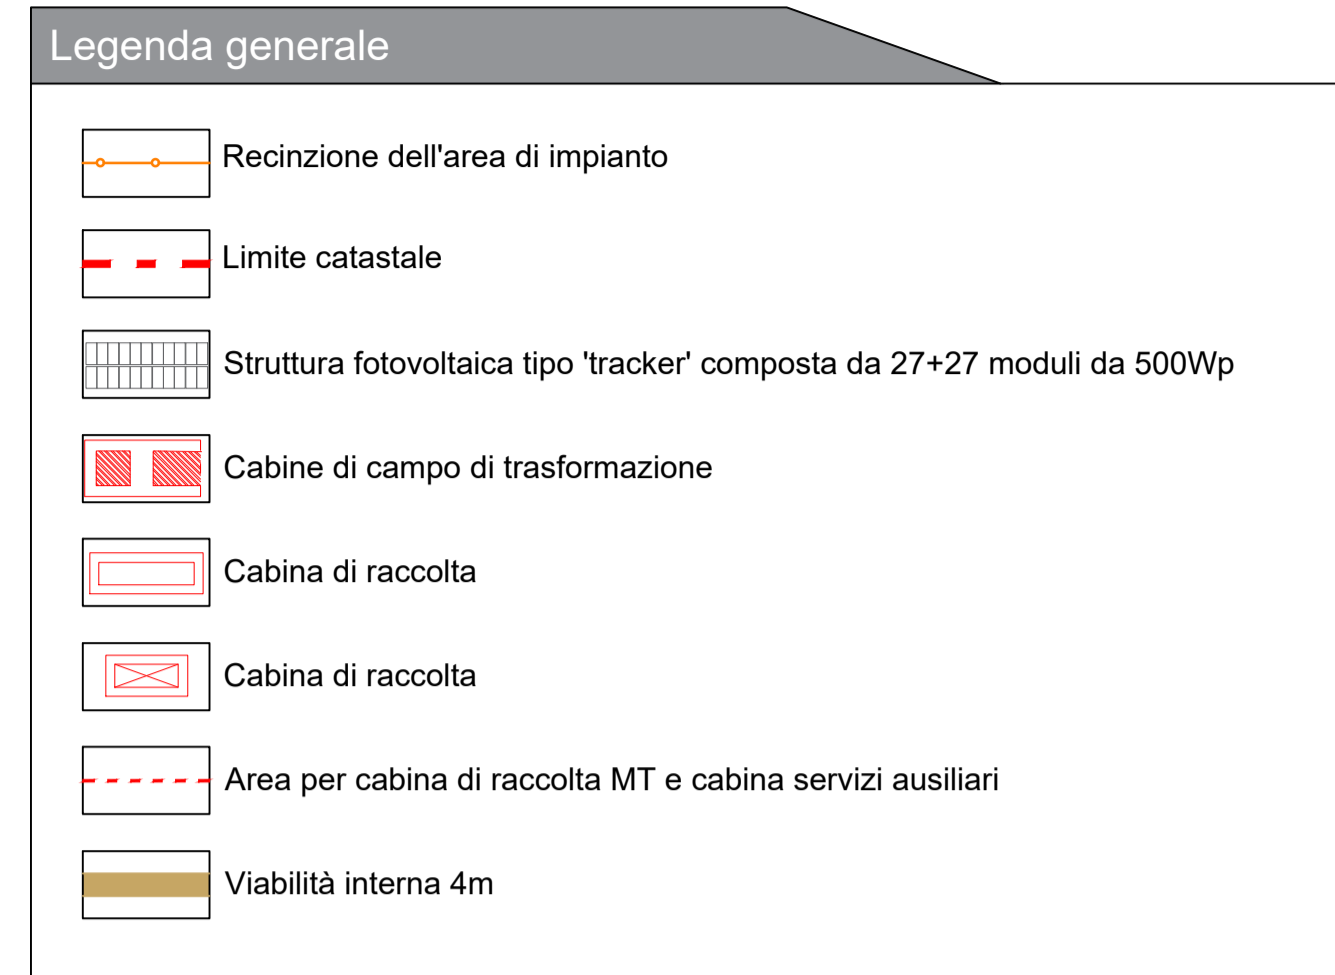 Legenda generale
Recinzione dell'area di impianto
Limite catastale
Struttura fotovoltaica tipo 'tracker' composta da 27+27 moduli da 500Wp
Cabine di campo di trasformazione
Cabina di raccolta
Cabina di raccolta
Area per cabina di raccolta MT e cabina servizi ausiliari
Viabilità interna 4m